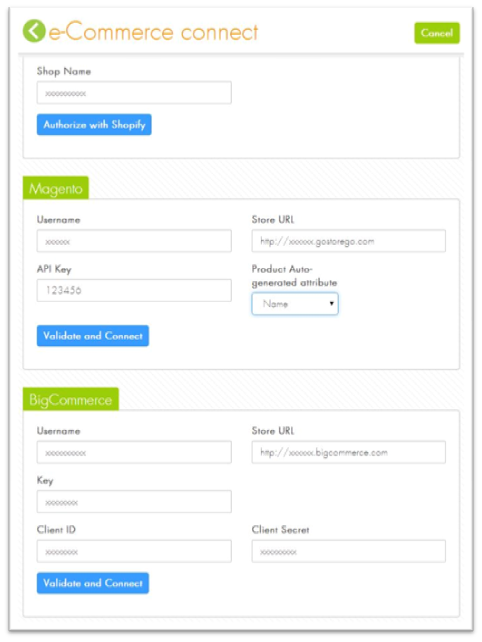 e-Commerce connect
Cancel
Shop Name
xxxxxxxxxx
Authorize with Shopify
Magento
Username
Store URL
xxxxxx
http://xxxxxx.gostorego.com
API Key
Product Auto-
generated attribute
123456
Name
Validate and Connect
BigCommerce
Username
Store URL
xxxxxxxxxx
http://xxxxxx.bigcommerce.com
Key
xxxxxxxx
Client ID
Client Secret
xxxxxxxx
xxxxxxxxx
Validate and Connect